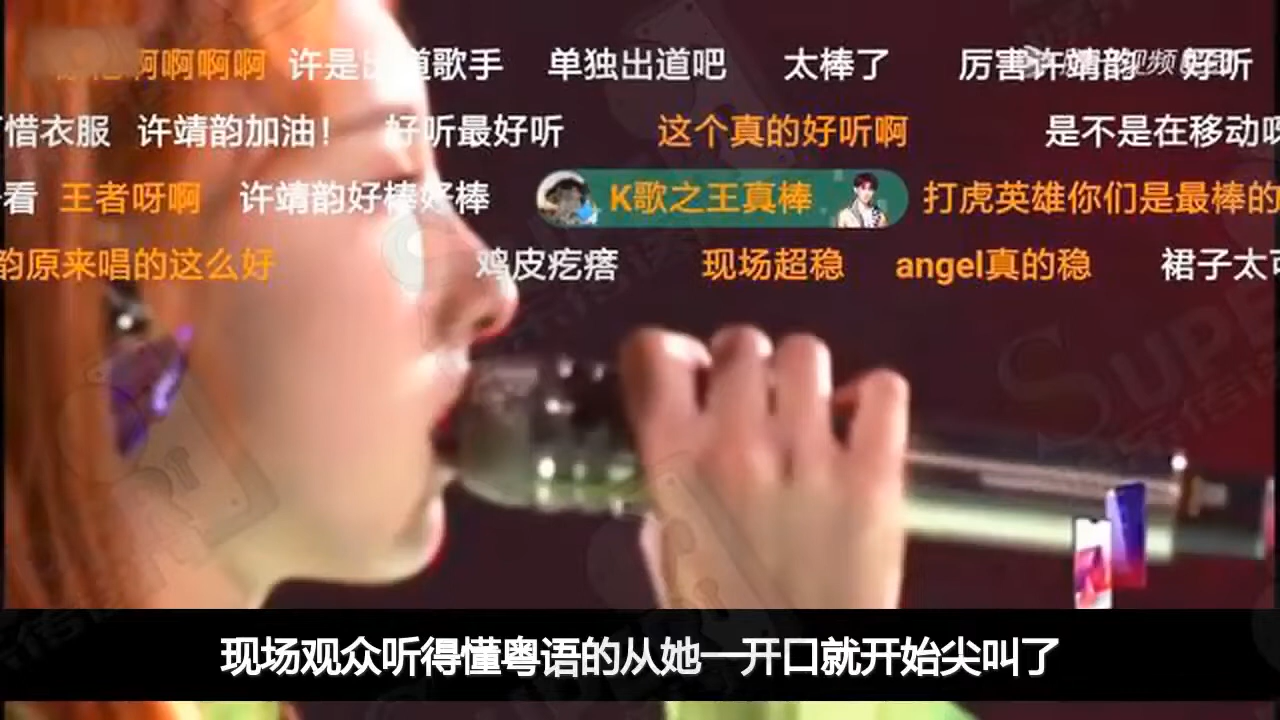 啊啊啊啊 许是出道歌手 单独出道吧 太棒了 厉害许靖韵 好听
惜衣服 许靖韵加油！ 好听最好听 这个真的好听啊 是不是在移动
看 王者呀啊 许靖韵好棒好棒 K歌之王真棒 打虎英雄你们是最棒的
韵原来唱的这么好 鸡皮疙瘩 现场超稳 angel真的稳 裙子太
现场观众听得懂粤语的从她一开口就开始尖叫了